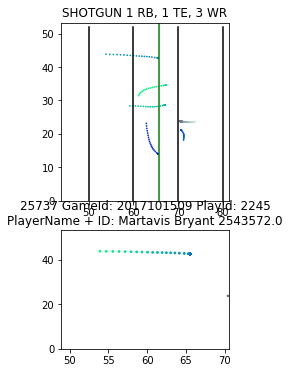 SHOTGUN 1 RB, 1 TE, 3 WR
50
40
30
20
10
0
50 60 70 80
25737 GameId: 2017101509 PlayId: 2245
PlayerName + ID: Martavis Bryant 2543572.0
40
20
0
50 55 60 65 70